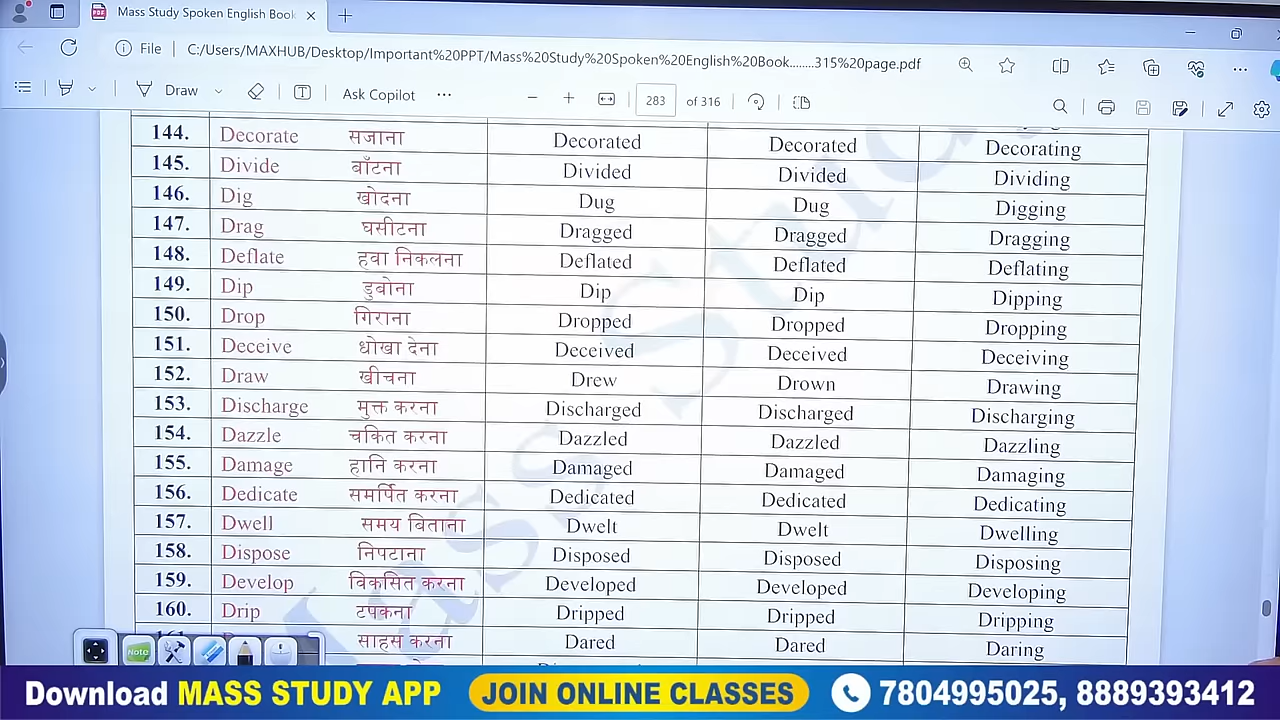 Mass Study Spoken English Book
File C:/Users/MAXHUB/Desktop/Important%20PPT/Mass%20Study%20Spoken%20English%20Book........315%20page.pdf
Draw Ask Copilot 283 of 316
144. Decorate सजाना Decorated Decorated Decorating
145. Divide बाँटना Divided Divided Dividing
146. Dig खोदना Dug Dug Digging
147. Drag घसीटना Dragged Dragged Dragging
148. Deflate हवा निकलना Deflated Deflated Deflating
149. Dip डुबोना Dip Dip Dipping
150. Drop गिराना Dropped Dropped Dropping
151. Deceive धोखा देना Deceived Deceived Deceiving
152. Draw खीचना Drew Drown Drawing
153. Discharge मुक्त करना Discharged Discharged Discharging
154. Dazzle चकित करना Dazzled Dazzled Dazzling
155. Damage हानि करना Damaged Damaged Damaging
156. Dedicate समर्पित करना Dedicated Dedicated Dedicating
157. Dwell समय विताना Dwelt Dwelt Dwelling
158. Dispose निपटाना Disposed Disposed Disposing
159. Develop विकसित करना Developed Developed Developing
160. Drip टपकना Dripped Dripped Dripping
साहस करना Dared Dared Daring
Note
Download MASS STUDY APP JOIN ONLINE CLASSES 7804995025, 8889393412